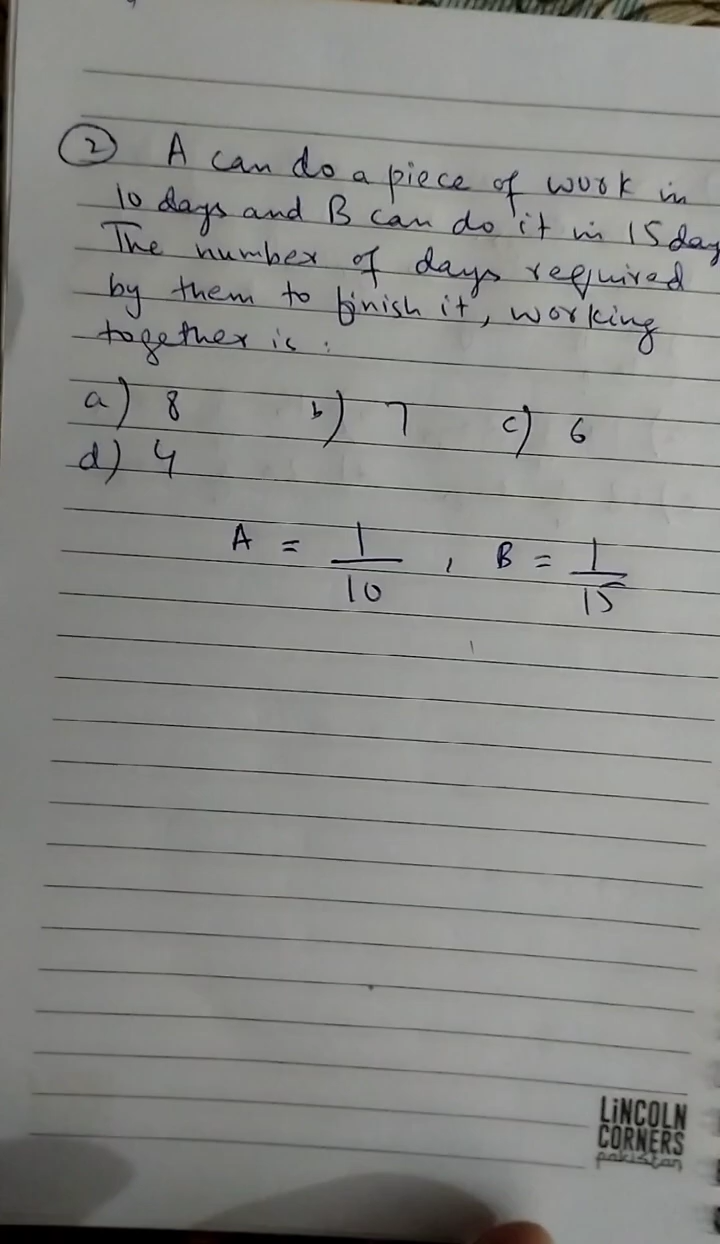 ② A can do a piece of work in
10 days and B can do it in 15 day
The number of days required
by them to finish it, working
together is :
a) 8 b) 7 c) 6
d) 4
A = 1/10 , B = 1/15
LiNCOLN
CORNERS
pakistan